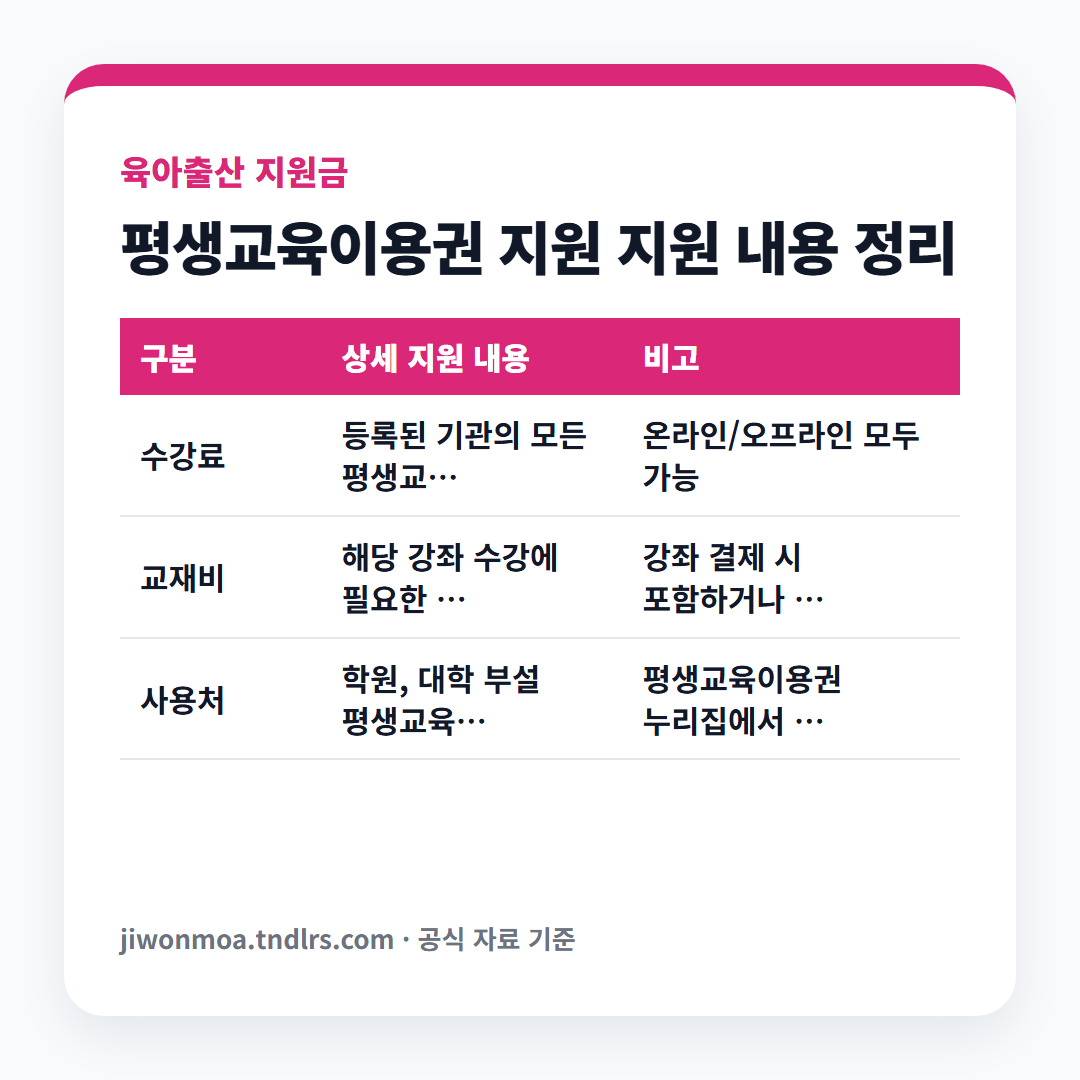 육아출산 지원금
평생교육이용권 지원 지원 내용 정리
구분 상세 지원 내용 비고
수강료 등록된 기관의 모든 평생교… 온라인/오프라인 모두 가능
교재비 해당 강좌 수강에 필요한 … 강좌 결제 시 포함하거나 …
사용처 학원, 대학 부설 평생교육… 평생교육이용권 누리집에서 …
jiwonmoa.tndlrs.com · 공식 자료 기준